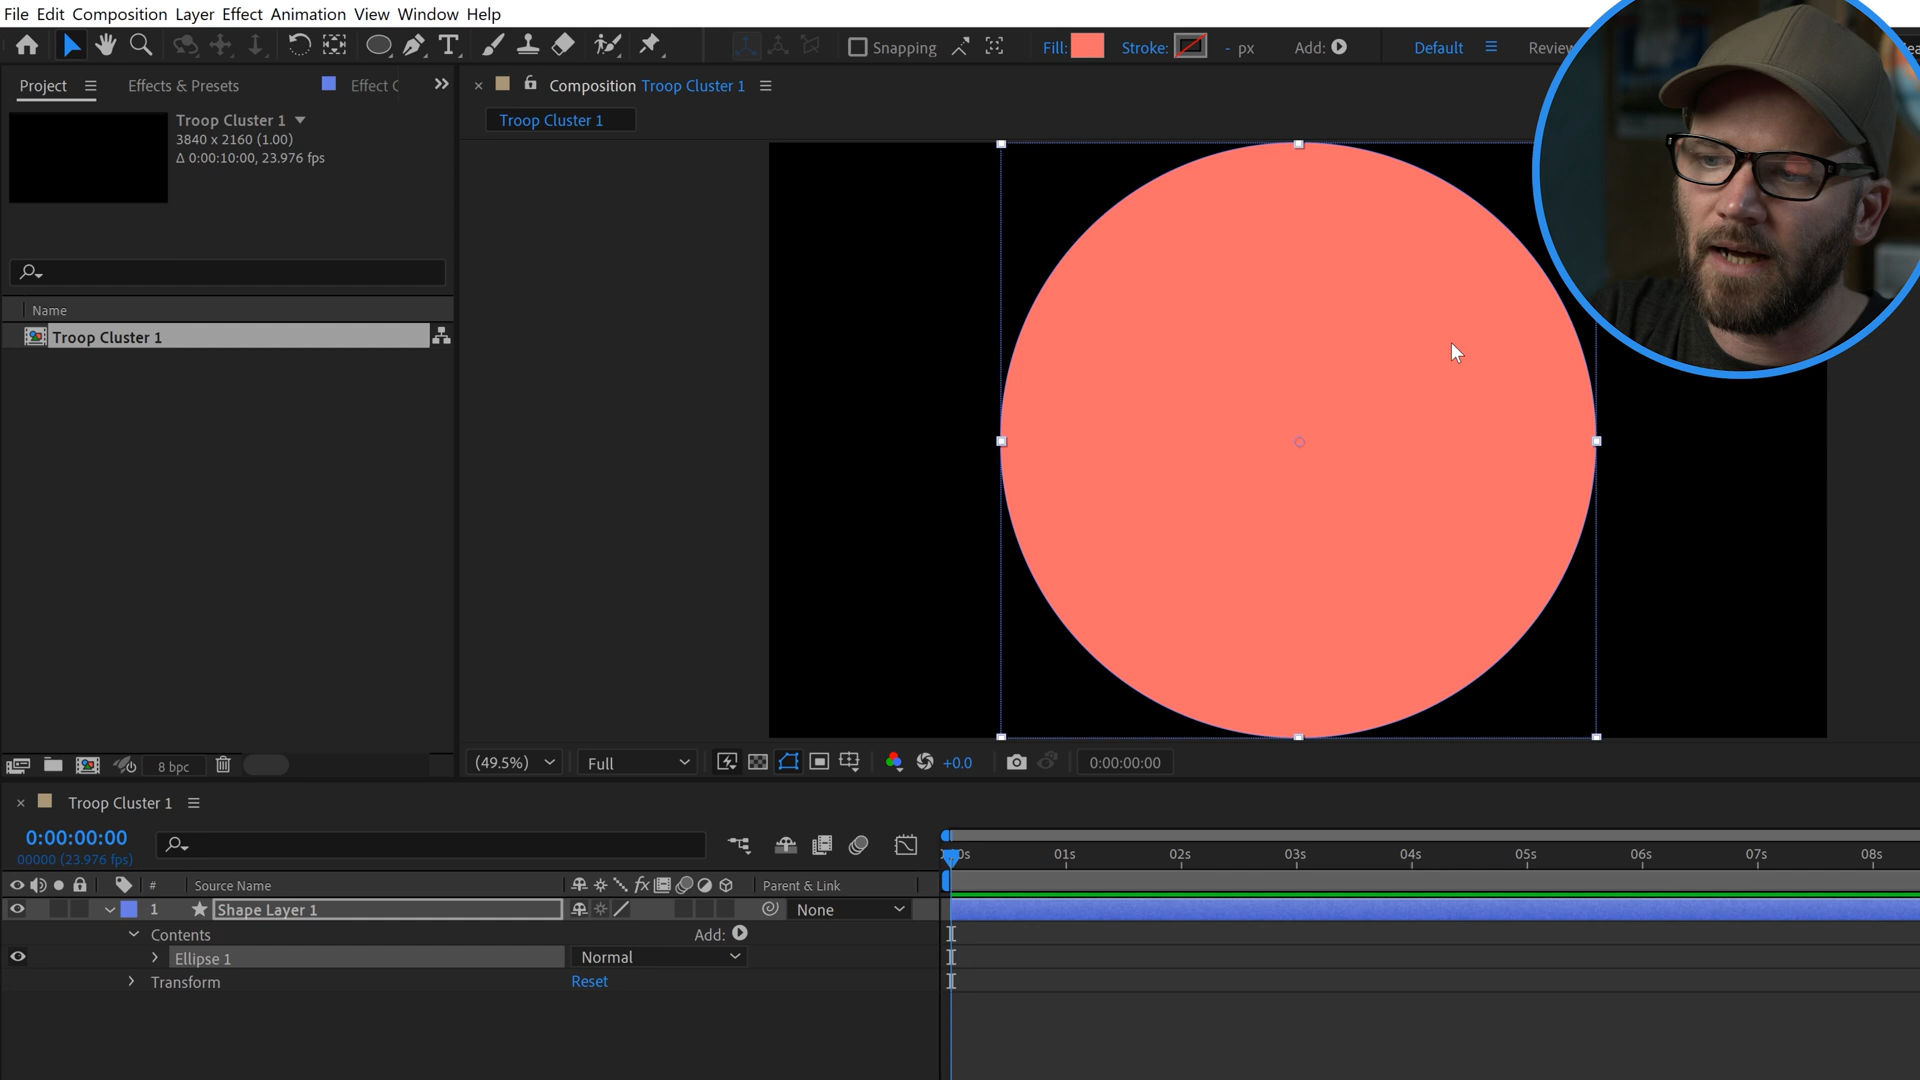 File Edit Composition Layer Effect Animation View Window Help
Snapping Fill: Stroke: - px Add: Default
Project Effects & Presets Effect C
Composition Troop Cluster 1
Troop Cluster 1
Troop Cluster 1
3840 x 2160 (1.00)
Δ 0:00:10:00, 23.976 fps
Name
Troop Cluster 1
8 bpc
(49.5%) Full +0.0 0:00:00:00
Troop Cluster 1
0:00:00:00
00000 (23.976 fps)
01s 02s 03s 04s 05s 06s 07s 08s
# Source Name Parent & Link
1 Shape Layer 1 None
Contents Add:
Ellipse 1 Normal
Transform Reset